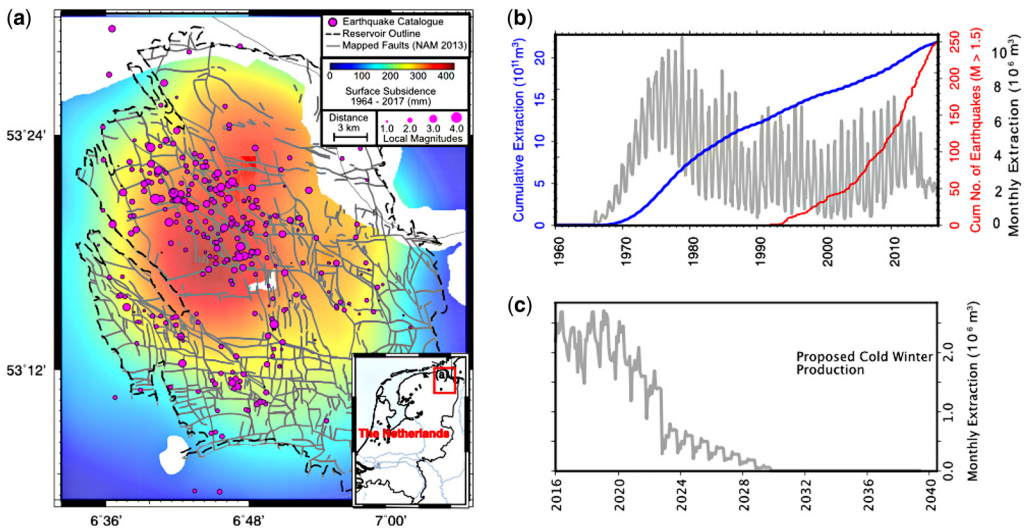 (a)
Earthquake Catalogue
Reservoir Outline
Mapped Faults (NAM 2013)
0 100 200 300 400
Surface Subsidence
1964 - 2017 (mm)
Distance
3 km
1.0 2.0 3.0 4.0
Local Magnitudes
53°24'
53°12'
6°36' 6°48' 7°00'
(a)
The Netherlands
(b)
Cumulative Extraction (10¹¹m³)
0 5 10 15 20
1960 1970 1980 1990 2000 2010
0 50 100 150 200 250
Cum No. of Earthquakes (M > 1.5)
0 2 4 6 8 10
Monthly Extraction (10⁶ m³)
(c)
Proposed Cold Winter
Production
0.0 1.0 2.0
Monthly Extraction (10⁶ m³)
2016 2020 2024 2028 2032 2036 2040